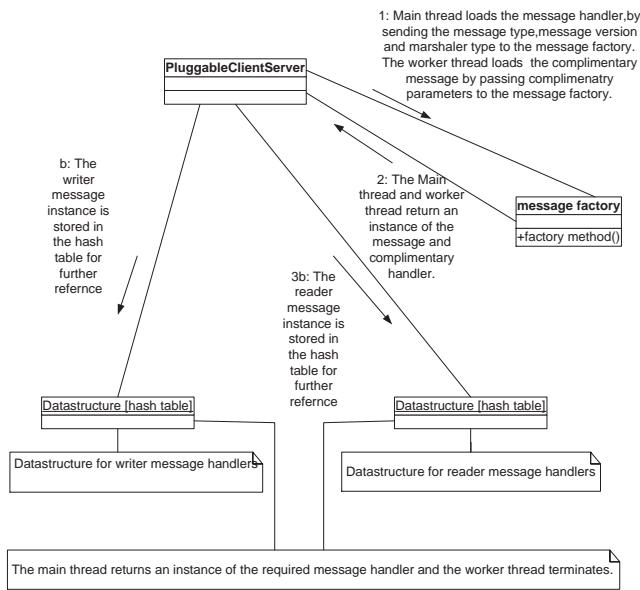 1: Main thread loads the message handler,by
sending the message type,message version
and marshaler type to the message factory.
The worker thread loads the complimentary
message by passing complimenatry
parameters to the message factory.
PluggableClientServer
b: The
writer
message
instance is
stored in
the hash
table for
further
refernce
2: The Main
thread and worker
thread return an
instance of the
message and
complimentary
handler.
message factory
+factory method()
3b: The
reader
message
instance is
stored in
the hash
table for
further
refernce
Datastructure [hash table]
Datastructure [hash table]
Datastructure for writer message handlers
Datastructure for reader message handlers
The main thread returns an instance of the required message handler and the worker thread terminates.